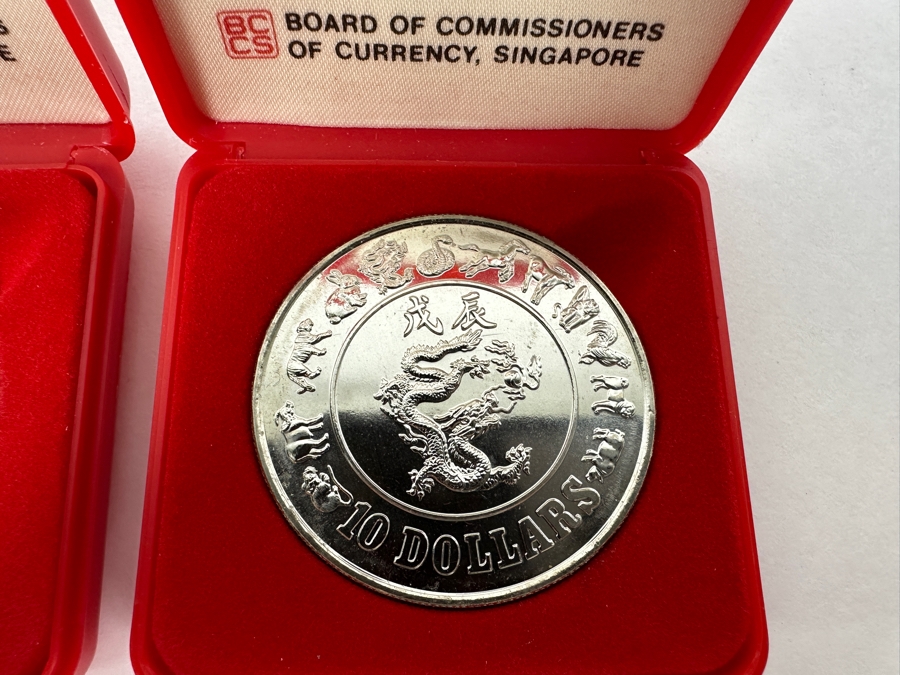 BC
CS
BOARD OF COMMISSIONERS
OF CURRENCY, SINGAPORE
戊辰
10 DOLLARS